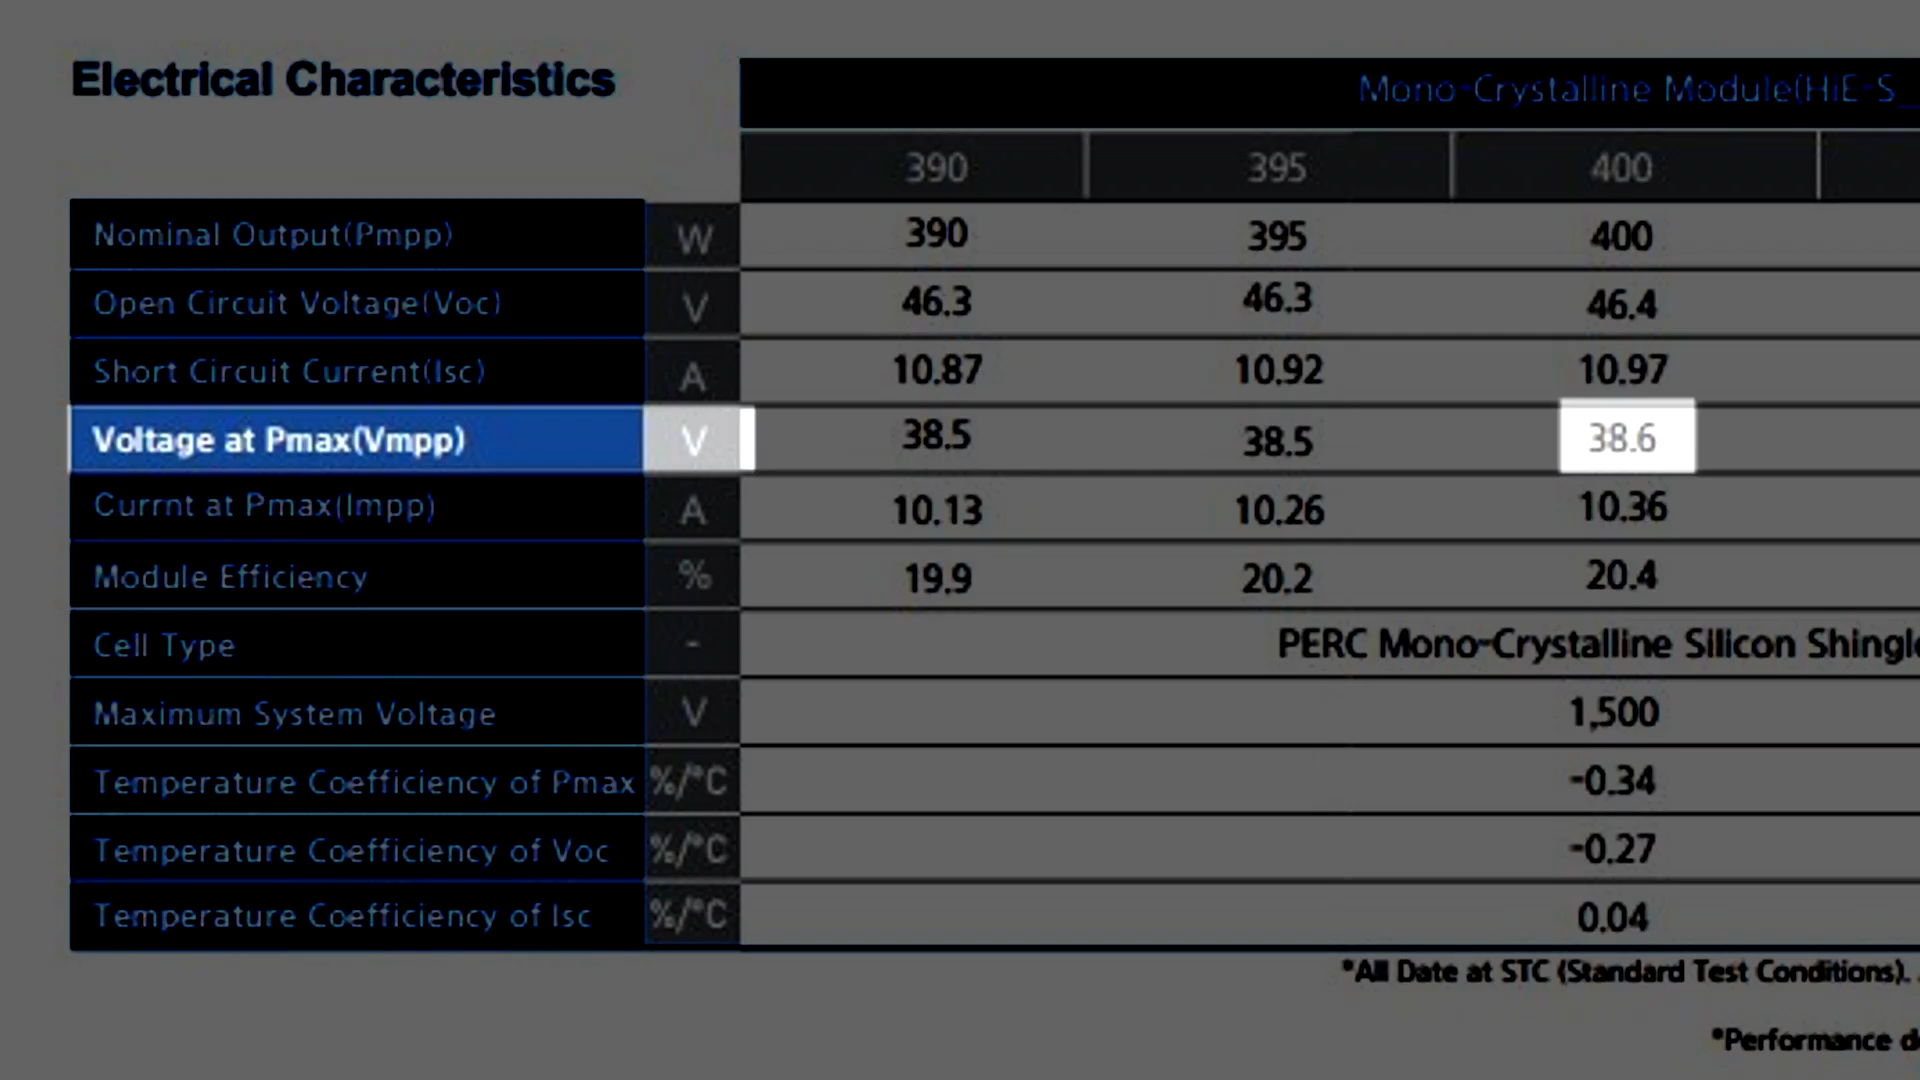 Electrical Characteristics
Mono-Crystalline Module(HiE-S_
390 395 400
Nominal Output(Pmpp) W 390 395 400
Open Circuit Voltage(Voc) V 46.3 46.3 46.4
Short Circuit Current(Isc) A 10.87 10.92 10.97
Voltage at Pmax(Vmpp) V 38.5 38.5 38.6
Currnt at Pmax(Impp) A 10.13 10.26 10.36
Module Efficiency % 19.9 20.2 20.4
Cell Type - PERC Mono-Crystalline Silicon Shingle
Maximum System Voltage V 1,500
Temperature Coefficiency of Pmax %/°C -0.34
Temperature Coefficiency of Voc %/°C -0.27
Temperature Coefficiency of Isc %/°C 0.04
*All Date at STC (Standard Test Conditions).
*Performance